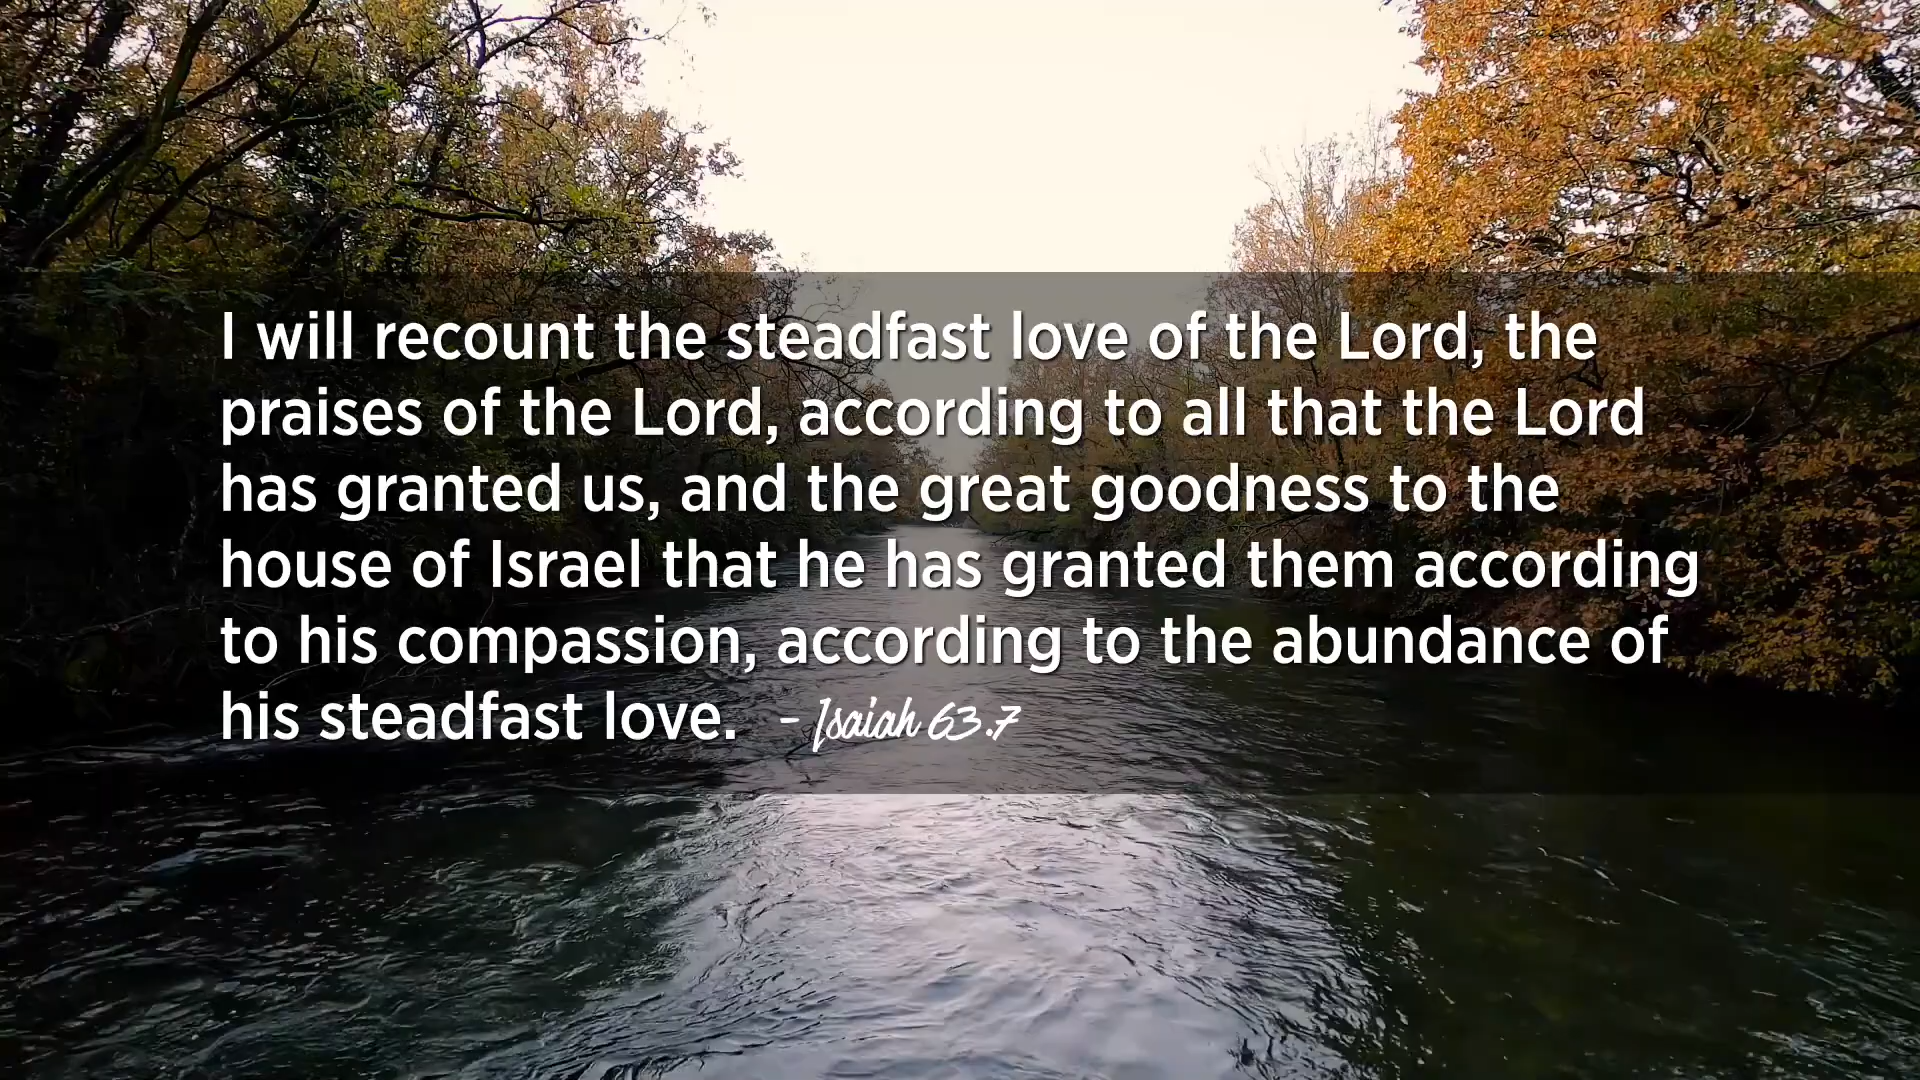 I will recount the steadfast love of the Lord, the
praises of the Lord, according to all that the Lord
has granted us, and the great goodness to the
house of Israel that he has granted them according
to his compassion, according to the abundance of
his steadfast love. - Isaiah 63.7